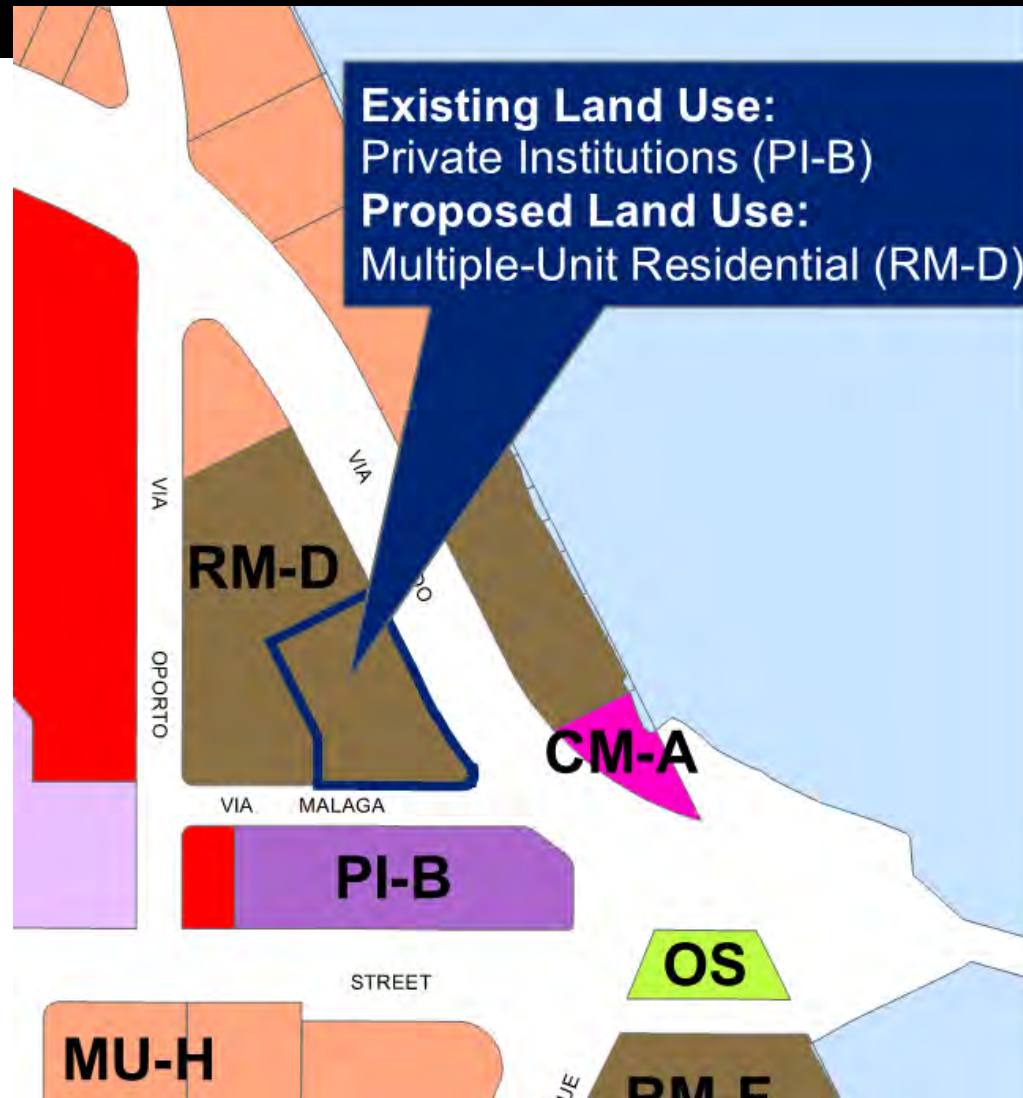 Existing Land Use:
Private Institutions (PI-B)
Proposed Land Use:
Multiple-Unit Residential (RM-D)
VIA
VIA
RM-D
OPORTO
CM-A
VIA MALAGA
PI-B
OS
STREET
MU-H